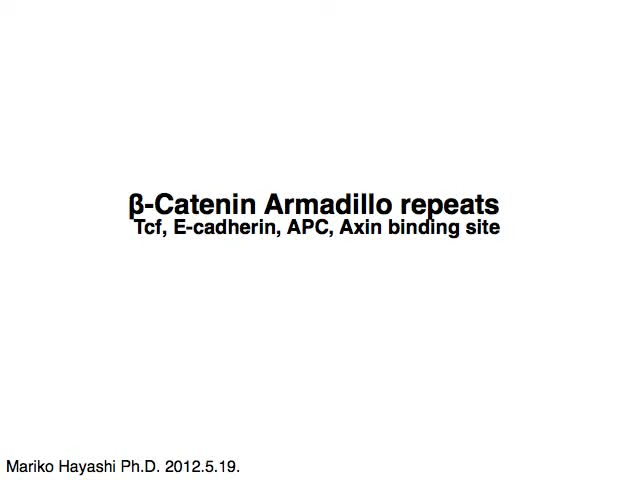 β-Catenin Armadillo repeats
Tcf, E-cadherin, APC, Axin binding site
Mariko Hayashi Ph.D. 2012.5.19.